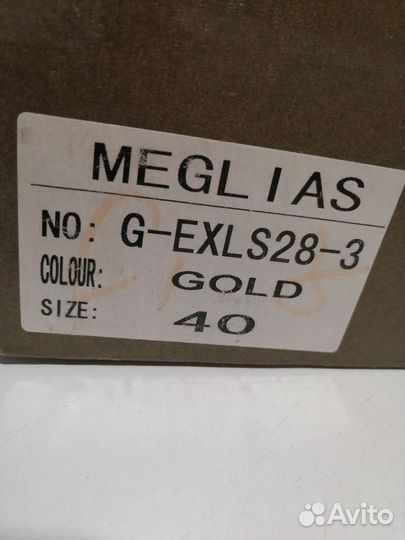 MEGLIAS
NO: G-EXLS28-3
COLOUR: GOLD
SIZE: 40
Avito